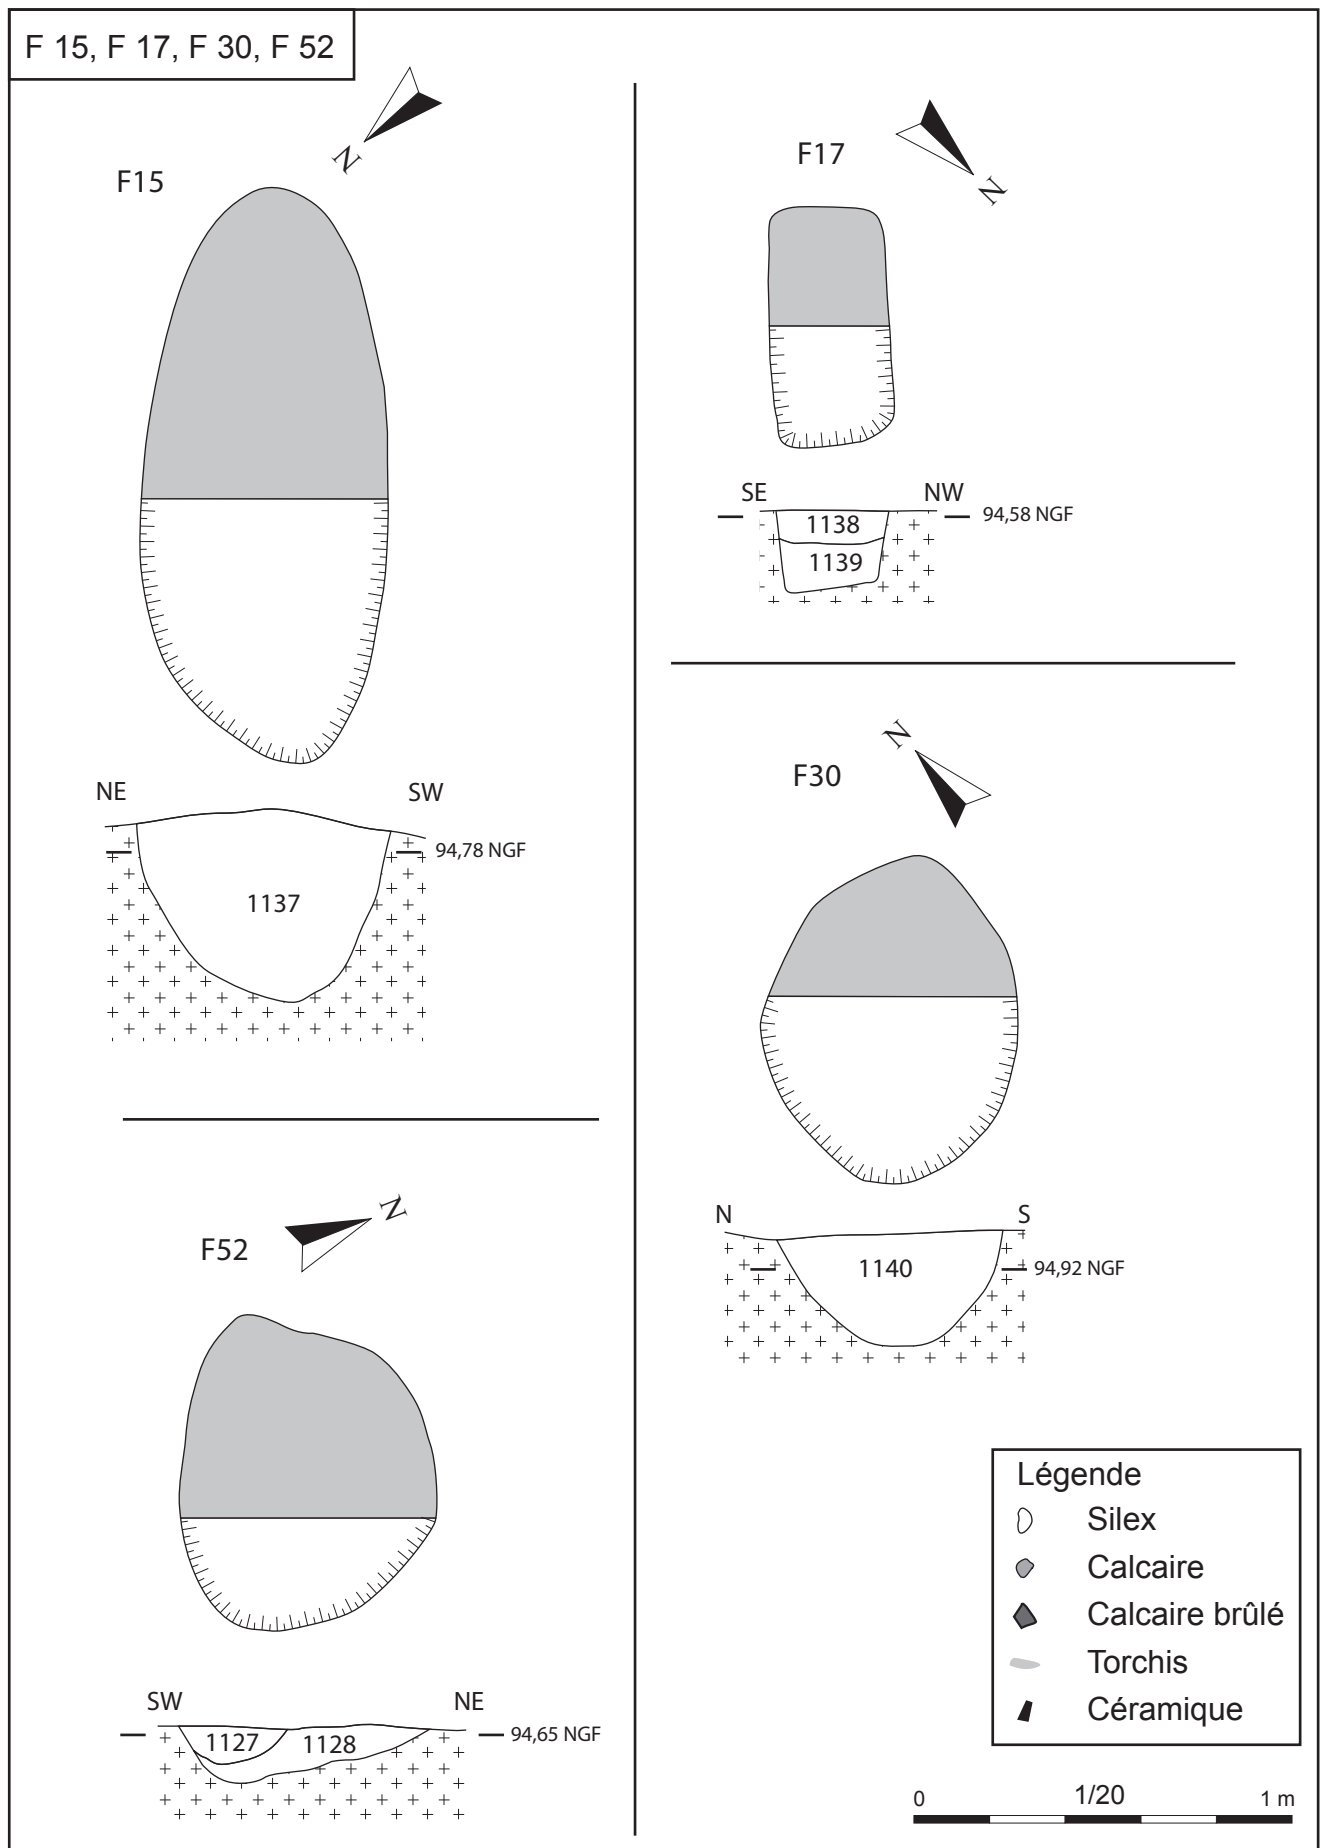 F 15, F 17, F 30, F 52
N
F15
NE
SW
94,78 NGF
1137
N
F17
SE
NW
94,58 NGF
1138
1139
N
F30
N
S
94,92 NGF
1140
N
F52
SW
NE
94,65 NGF
1127
1128
Légende
Silex
Calcaire
Calcaire brûlé
Torchis
Céramique
0 1/20 1 m